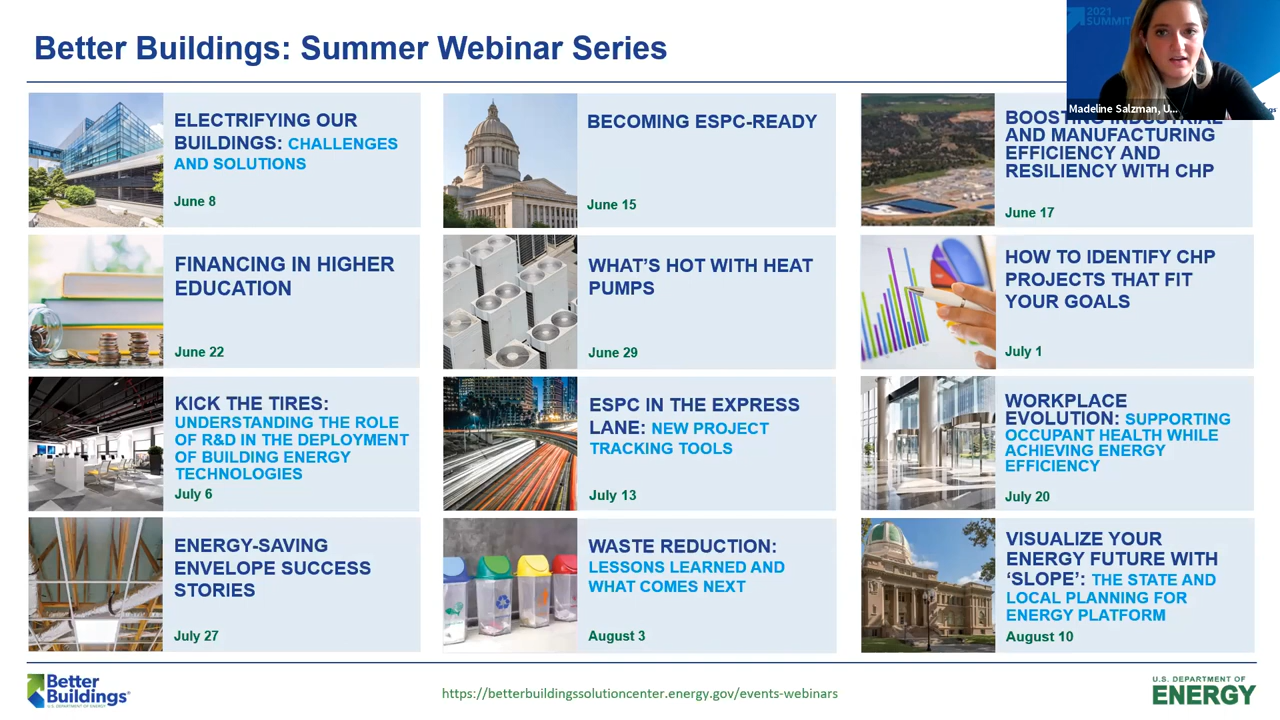 Better Buildings: Summer Webinar Series
2021
SUMMIT
Madeline Salzman, U...
ELECTRIFYING OUR
BUILDINGS: CHALLENGES
AND SOLUTIONS
June 8
BECOMING ESPC-READY
June 15
BOOSTING INDUSTRIAL
AND MANUFACTURING
EFFICIENCY AND
RESILIENCY WITH CHP
June 17
FINANCING IN HIGHER
EDUCATION
June 22
WHAT'S HOT WITH HEAT
PUMPS
June 29
HOW TO IDENTIFY CHP
PROJECTS THAT FIT
YOUR GOALS
July 1
KICK THE TIRES:
UNDERSTANDING THE ROLE
OF R&D IN THE DEPLOYMENT
OF BUILDING ENERGY
TECHNOLOGIES
July 6
ESPC IN THE EXPRESS
LANE: NEW PROJECT
TRACKING TOOLS
July 13
WORKPLACE
EVOLUTION: SUPPORTING
OCCUPANT HEALTH WHILE
ACHIEVING ENERGY
EFFICIENCY
July 20
ENERGY-SAVING
ENVELOPE SUCCESS
STORIES
July 27
WASTE REDUCTION:
LESSONS LEARNED AND
WHAT COMES NEXT
August 3
VISUALIZE YOUR
ENERGY FUTURE WITH
‘SLOPE’: THE STATE AND
LOCAL PLANNING FOR
ENERGY PLATFORM
August 10
Better
Buildings®
U.S. DEPARTMENT OF ENERGY
https://betterbuildingssolutioncenter.energy.gov/events-webinars
U.S. DEPARTMENT OF
ENERGY